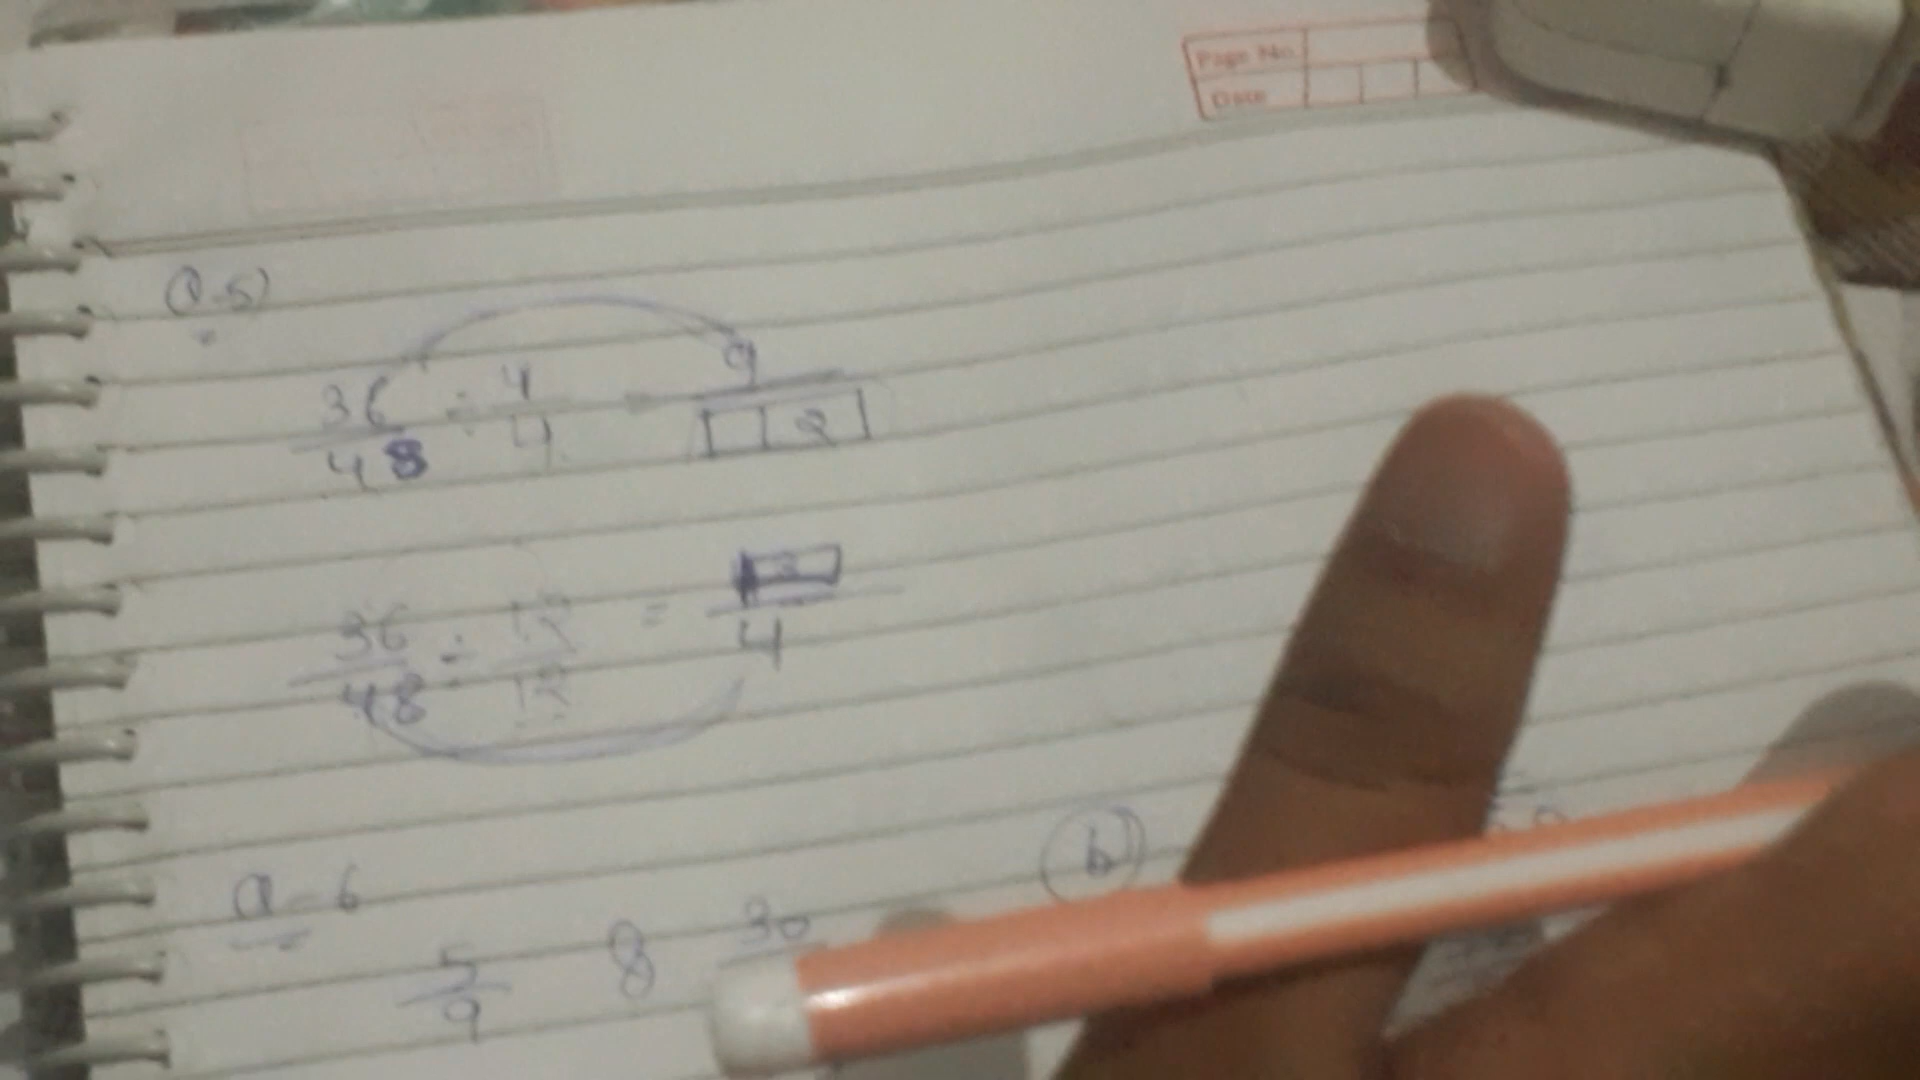 Page No.
Date
Q-5)
36/48 ÷ 4/4 = 9/12
36/48 ÷ 12/12 = 3/4
Q-6
5/9 & 30
b)